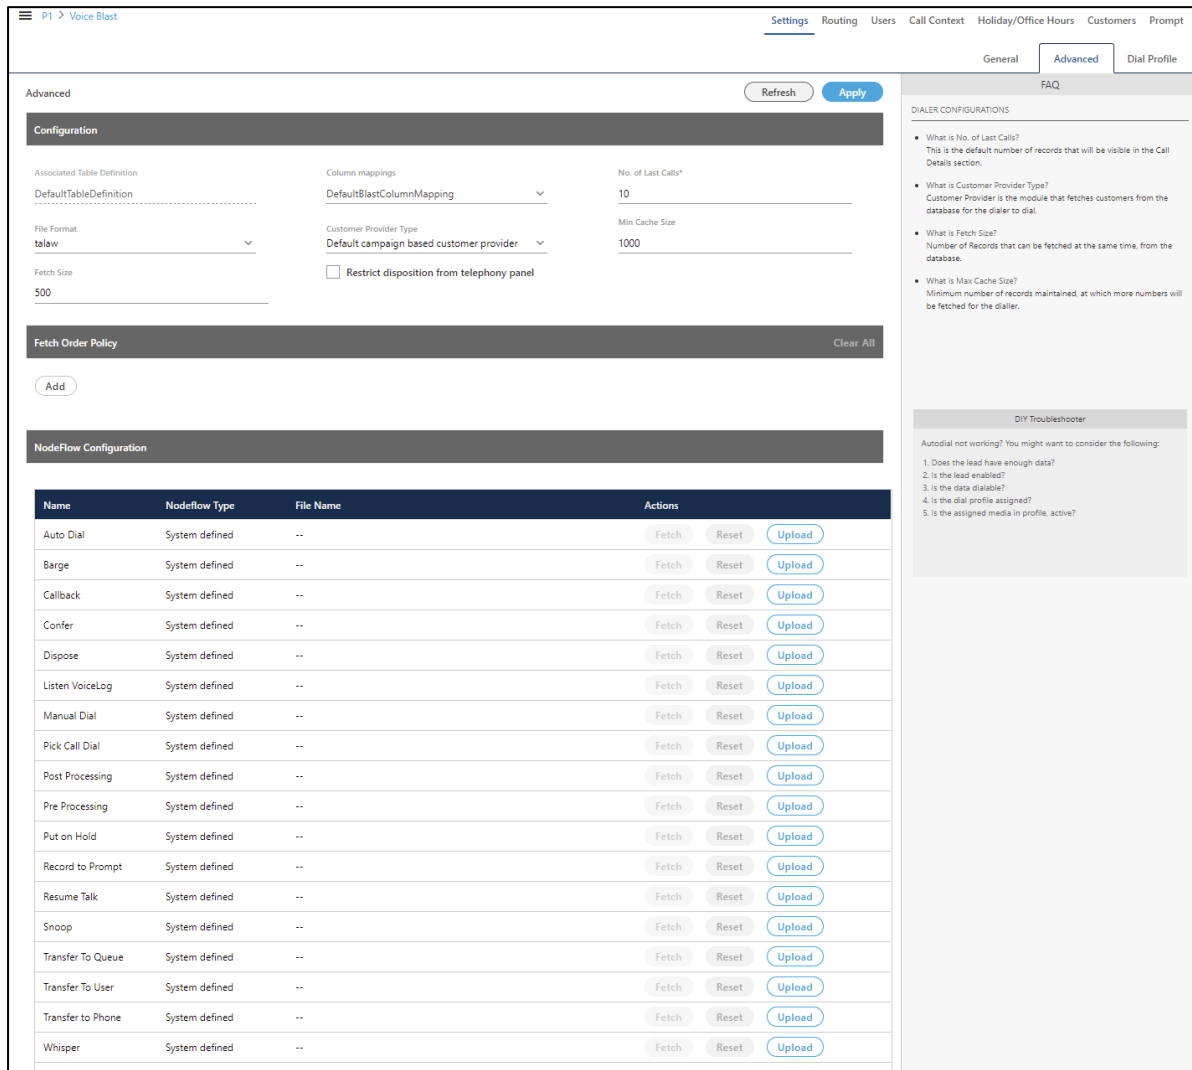 P1 > Voice Blast
Settings Routing Users Call Context Holiday/Office Hours Customers Prompt
General Advanced Dial Profile
Advanced Refresh Apply
Configuration
Associated Table Definition Column mappings No. of Last Calls*
DefaultTableDefinition DefaultBlastColumnMapping 10
File Format Customer Provider Type Min Cache Size
talaw Default campaign based customer provider 1000
Fetch Size Restrict disposition from telephony panel
500
Fetch Order Policy Clear All
Add
NodeFlow Configuration
Name Nodeflow Type File Name Actions
Auto Dial System defined -- Fetch Reset Upload
Barge System defined -- Fetch Reset Upload
Callback System defined -- Fetch Reset Upload
Confer System defined -- Fetch Reset Upload
Dispose System defined -- Fetch Reset Upload
Listen VoiceLog System defined -- Fetch Reset Upload
Manual Dial System defined -- Fetch Reset Upload
Pick Call Dial System defined -- Fetch Reset Upload
Post Processing System defined -- Fetch Reset Upload
Pre Processing System defined -- Fetch Reset Upload
Put on Hold System defined -- Fetch Reset Upload
Record to Prompt System defined -- Fetch Reset Upload
Resume Talk System defined -- Fetch Reset Upload
Snoop System defined -- Fetch Reset Upload
Transfer To Queue System defined -- Fetch Reset Upload
Transfer To User System defined -- Fetch Reset Upload
Transfer to Phone System defined -- Fetch Reset Upload
Whisper System defined -- Fetch Reset Upload
FAQ
DIALER CONFIGURATIONS
• What is No. of Last Calls?
This is the default number of records that will be visible in the Call
Details section.
• What is Customer Provider Type?
Customer Provider is the module that fetches customers from the
database for the dialer to dial.
• What is Fetch Size?
Number of Records that can be fetched at the same time, from the
database.
• What is Max Cache Size?
Minimum number of records maintained, at which more numbers will
be fetched for the dialler.
DIY Troubleshooter
Autodial not working? You might want to consider the following:
1. Does the lead have enough data?
2. Is the lead enabled?
3. Is the data dialable?
4. Is the dial profile assigned?
5. Is the assigned media in profile, active?